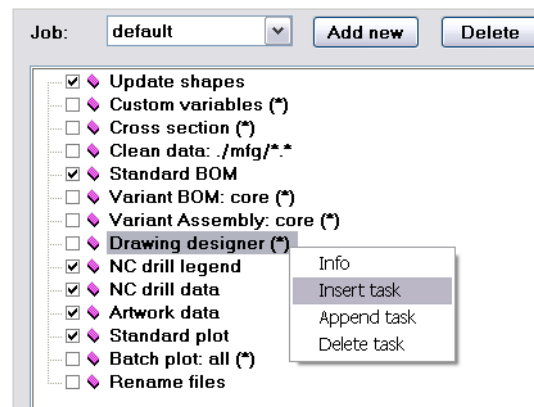 Job: default Add new Delete
Update shapes
Custom variables (*)
Cross section (*)
Clean data: ./mfg/*.*
Standard BOM
Variant BOM: core (*)
Variant Assembly: core (*)
Drawing designer (*)
NC drill legend
NC drill data
Artwork data
Standard plot
Batch plot: all (*)
Rename files
Info
Insert task
Append task
Delete task